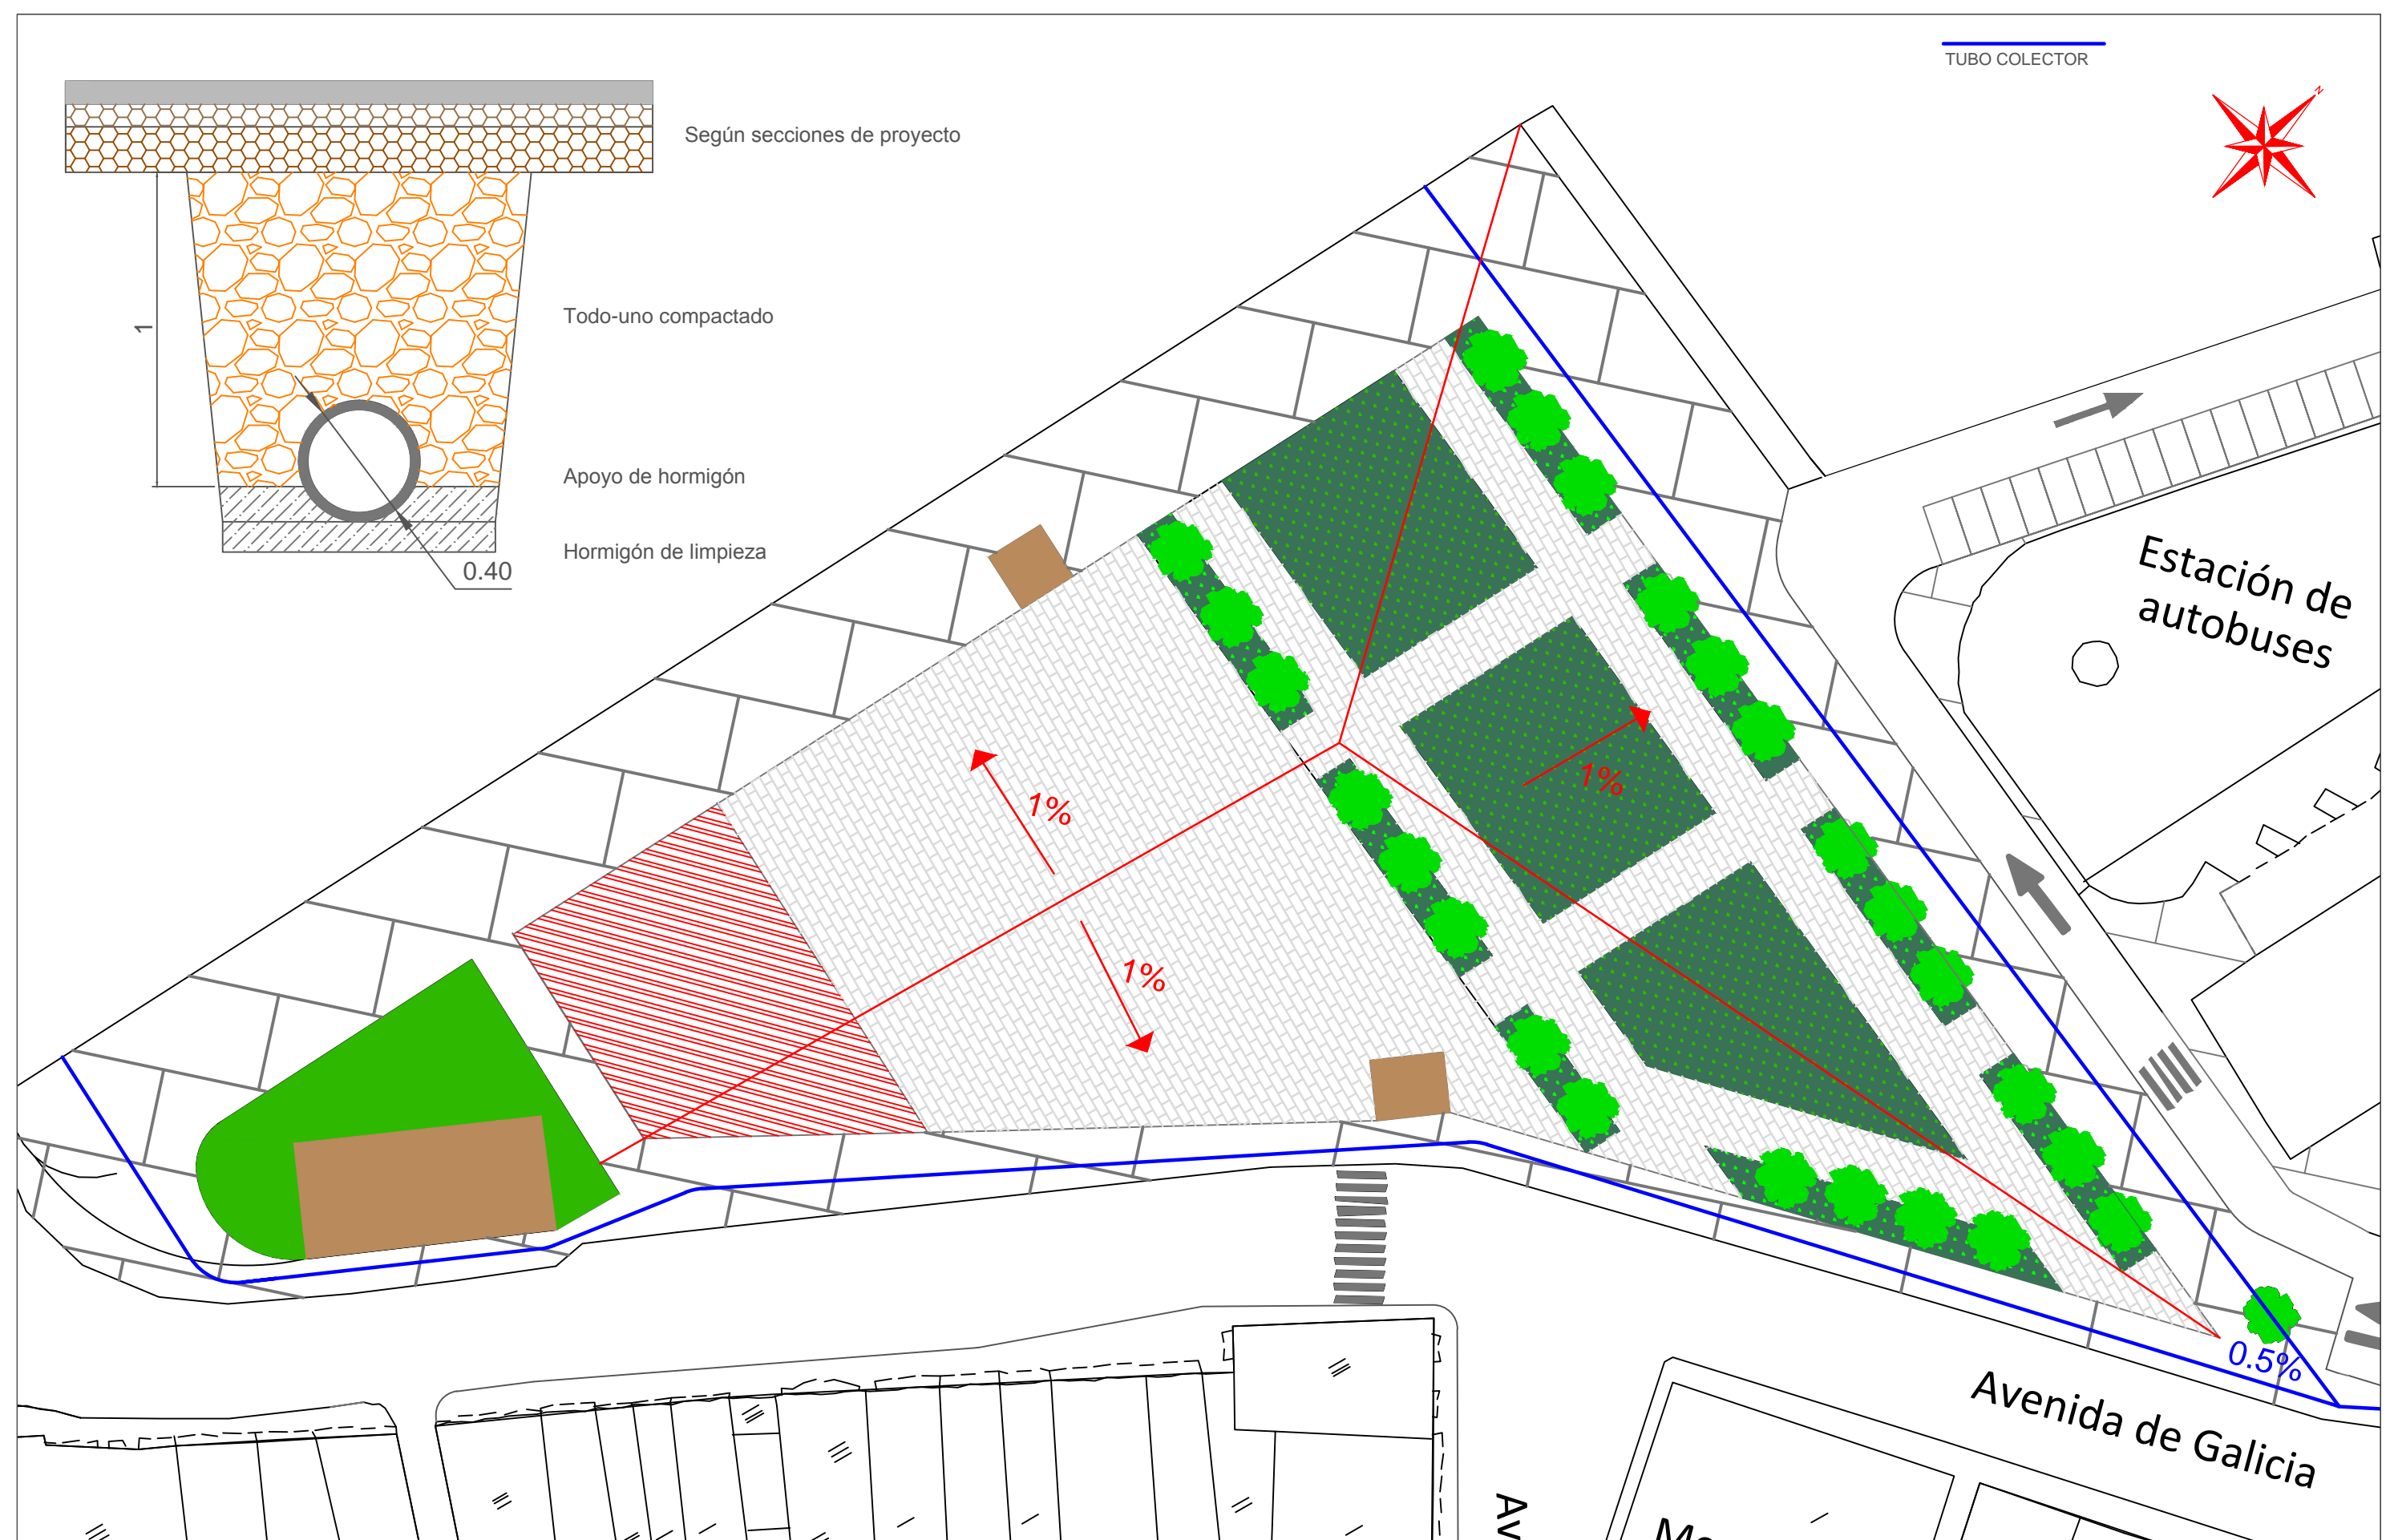 TUBO COLECTOR
N
Según secciones de proyecto
1
Todo-uno compactado
Apoyo de hormigón
Hormigón de limpieza
0.40
Estación de
autobuses
1%
1%
1%
0.5%
Avenida de Galicia
Av